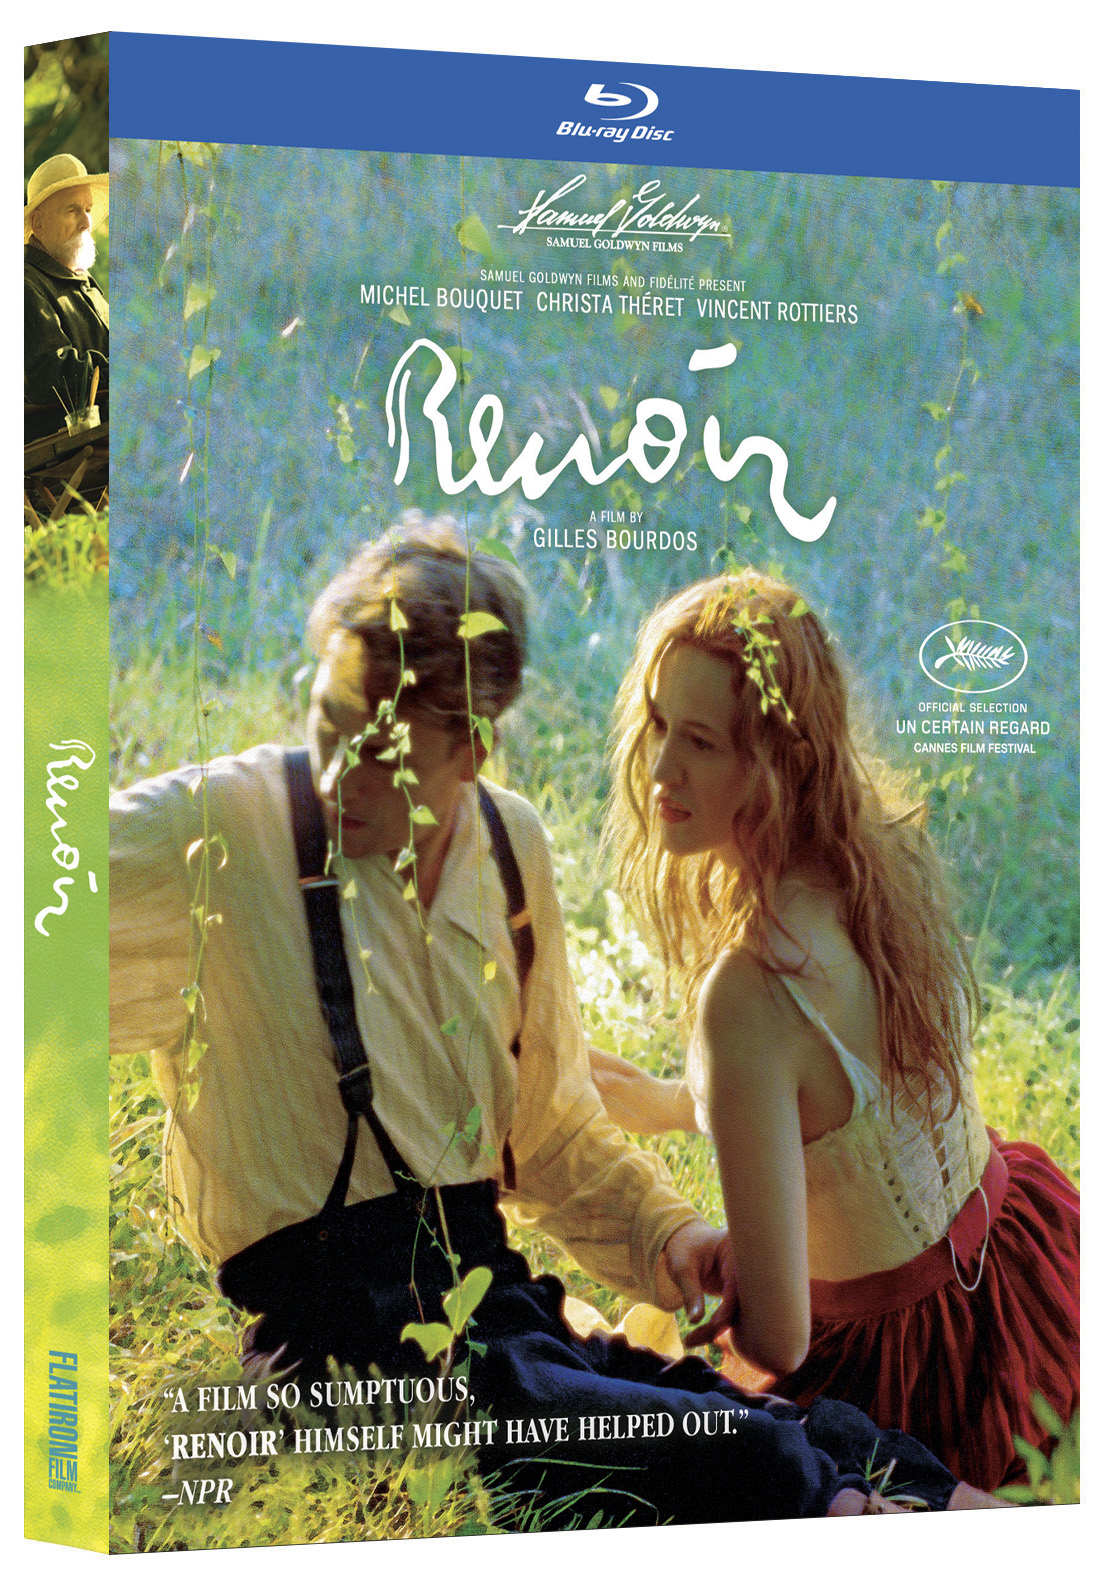 Blu-ray Disc
Samuel Goldwyn®
SAMUEL GOLDWYN FILMS
SAMUEL GOLDWYN FILMS AND FIDÉLITÉ PRESENT
MICHEL BOUQUET CHRISTA THÉRET VINCENT ROTTIERS
Renoir
A FILM BY
GILLES BOURDOS
OFFICIAL SELECTION
UN CERTAIN REGARD
CANNES FILM FESTIVAL
“A FILM SO SUMPTUOUS,
‘RENOIR’ HIMSELF MIGHT HAVE HELPED OUT.”
–NPR
Renoir
FLATIRON
FILM
COMPANY